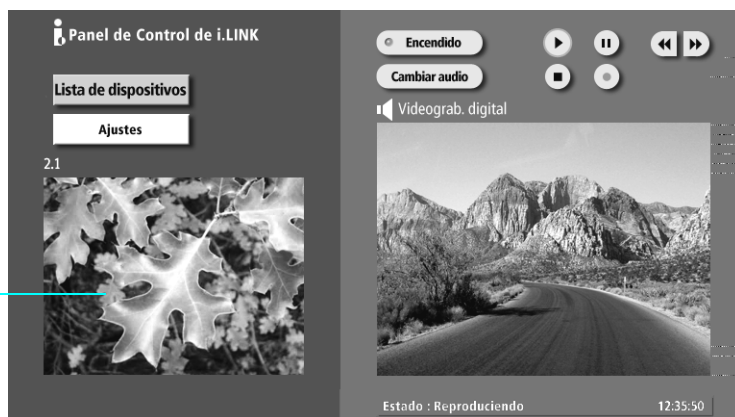 Panel de Control de i.LINK
Lista de dispositivos
Ajustes
2.1
Encendido
Cambiar audio
Videograb. digital
Estado : Reproduciendo 12:35:50